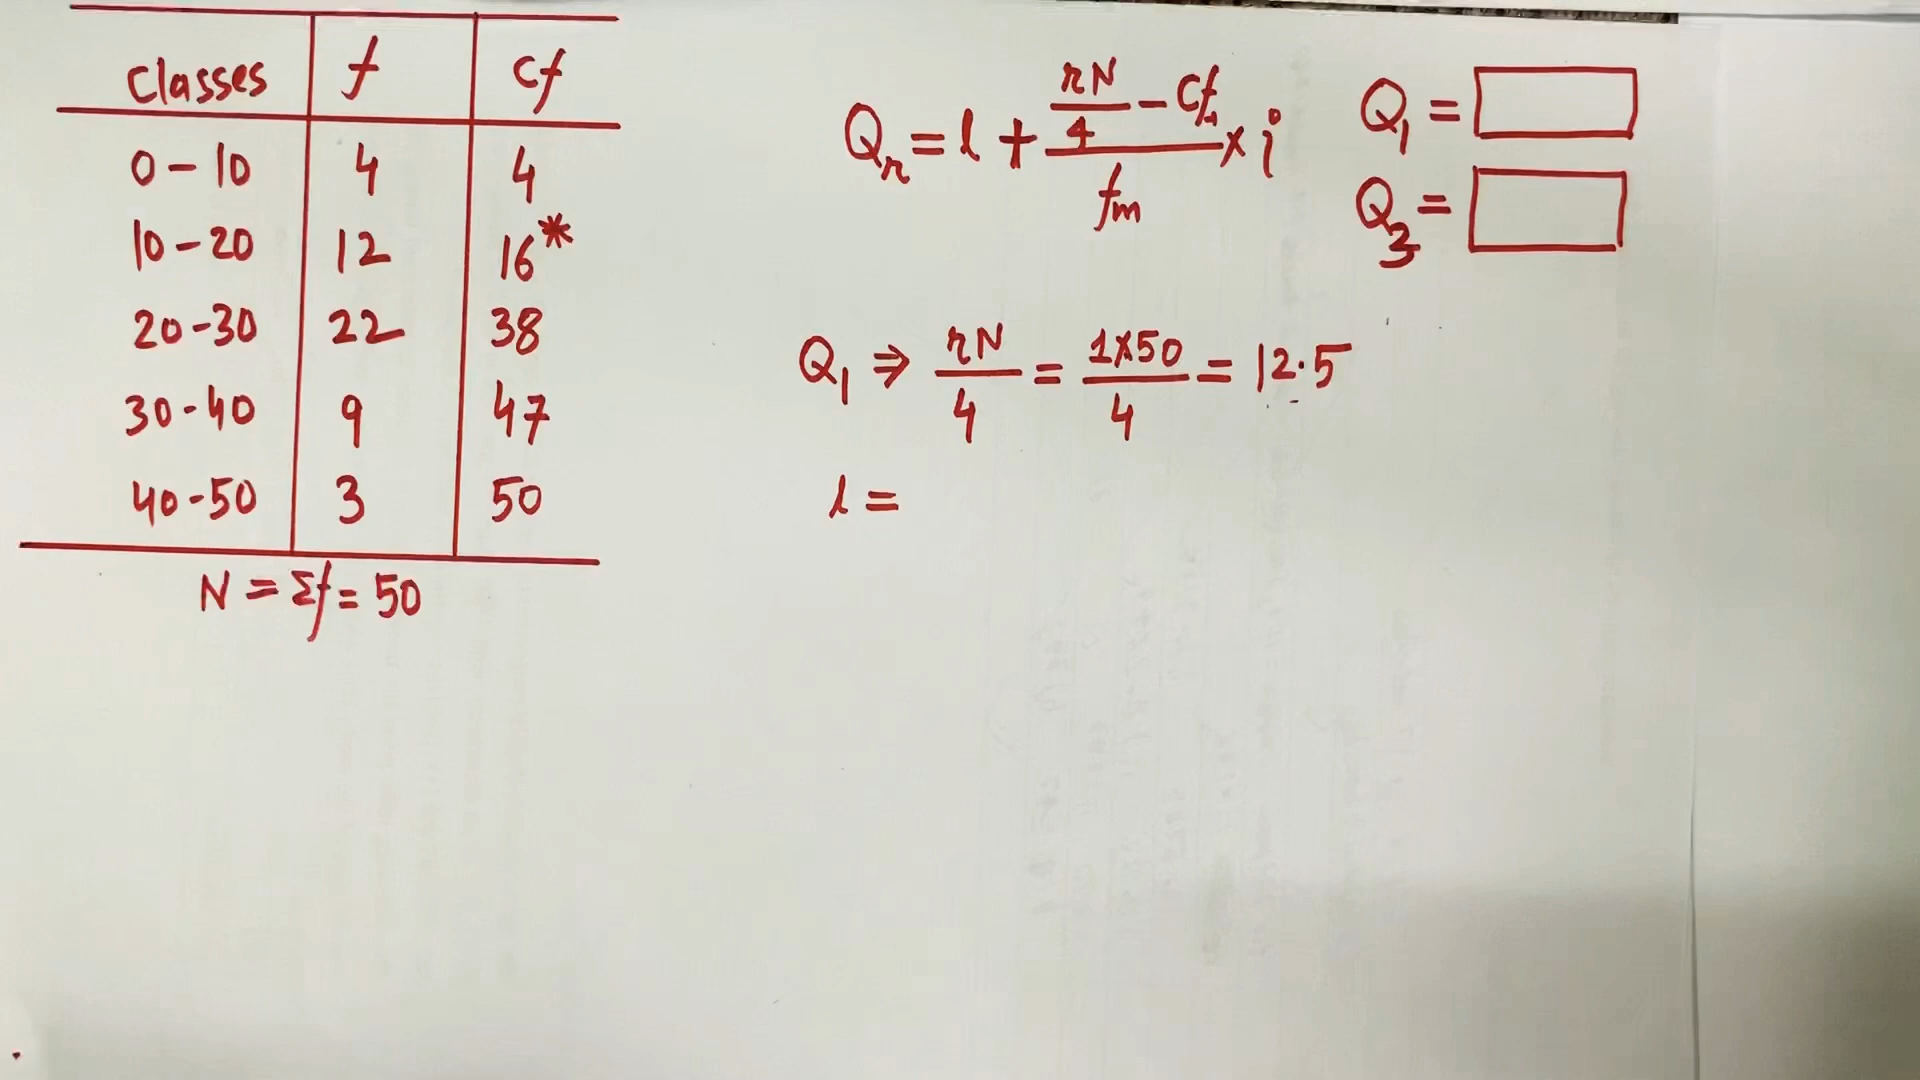 Classes f Cf
0-10 4 4
10-20 12 16*
20-30 22 38
30-40 9 47
40-50 3 50
N = Σf = 50
Qr = l + (rN/4 - Cf)/fm × i
Q1 =
Q3 =
Q1 ⇒ rN/4 = 1×50/4 = 12.5
l =